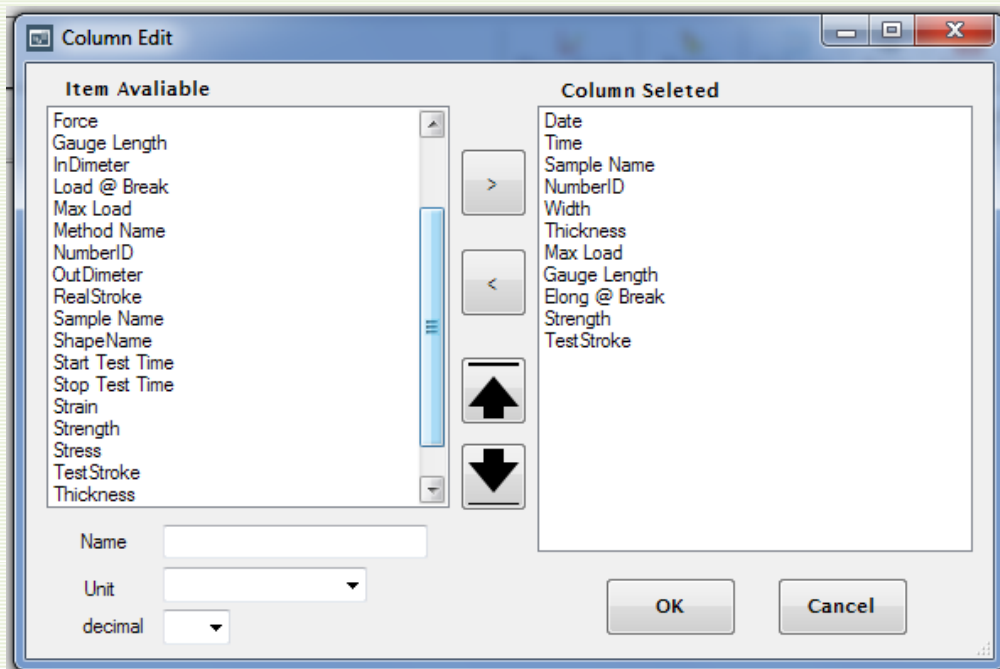 Column Edit
Item Avaliable
Force
Gauge Length
InDimeter
Load @ Break
Max Load
Method Name
NumberID
OutDimeter
RealStroke
Sample Name
ShapeName
Start Test Time
Stop Test Time
Strain
Strength
Stress
TestStroke
Thickness
>
<
Column Seleted
Date
Time
Sample Name
NumberID
Width
Thickness
Max Load
Gauge Length
Elong @ Break
Strength
TestStroke
Name
Unit
decimal
OK
Cancel